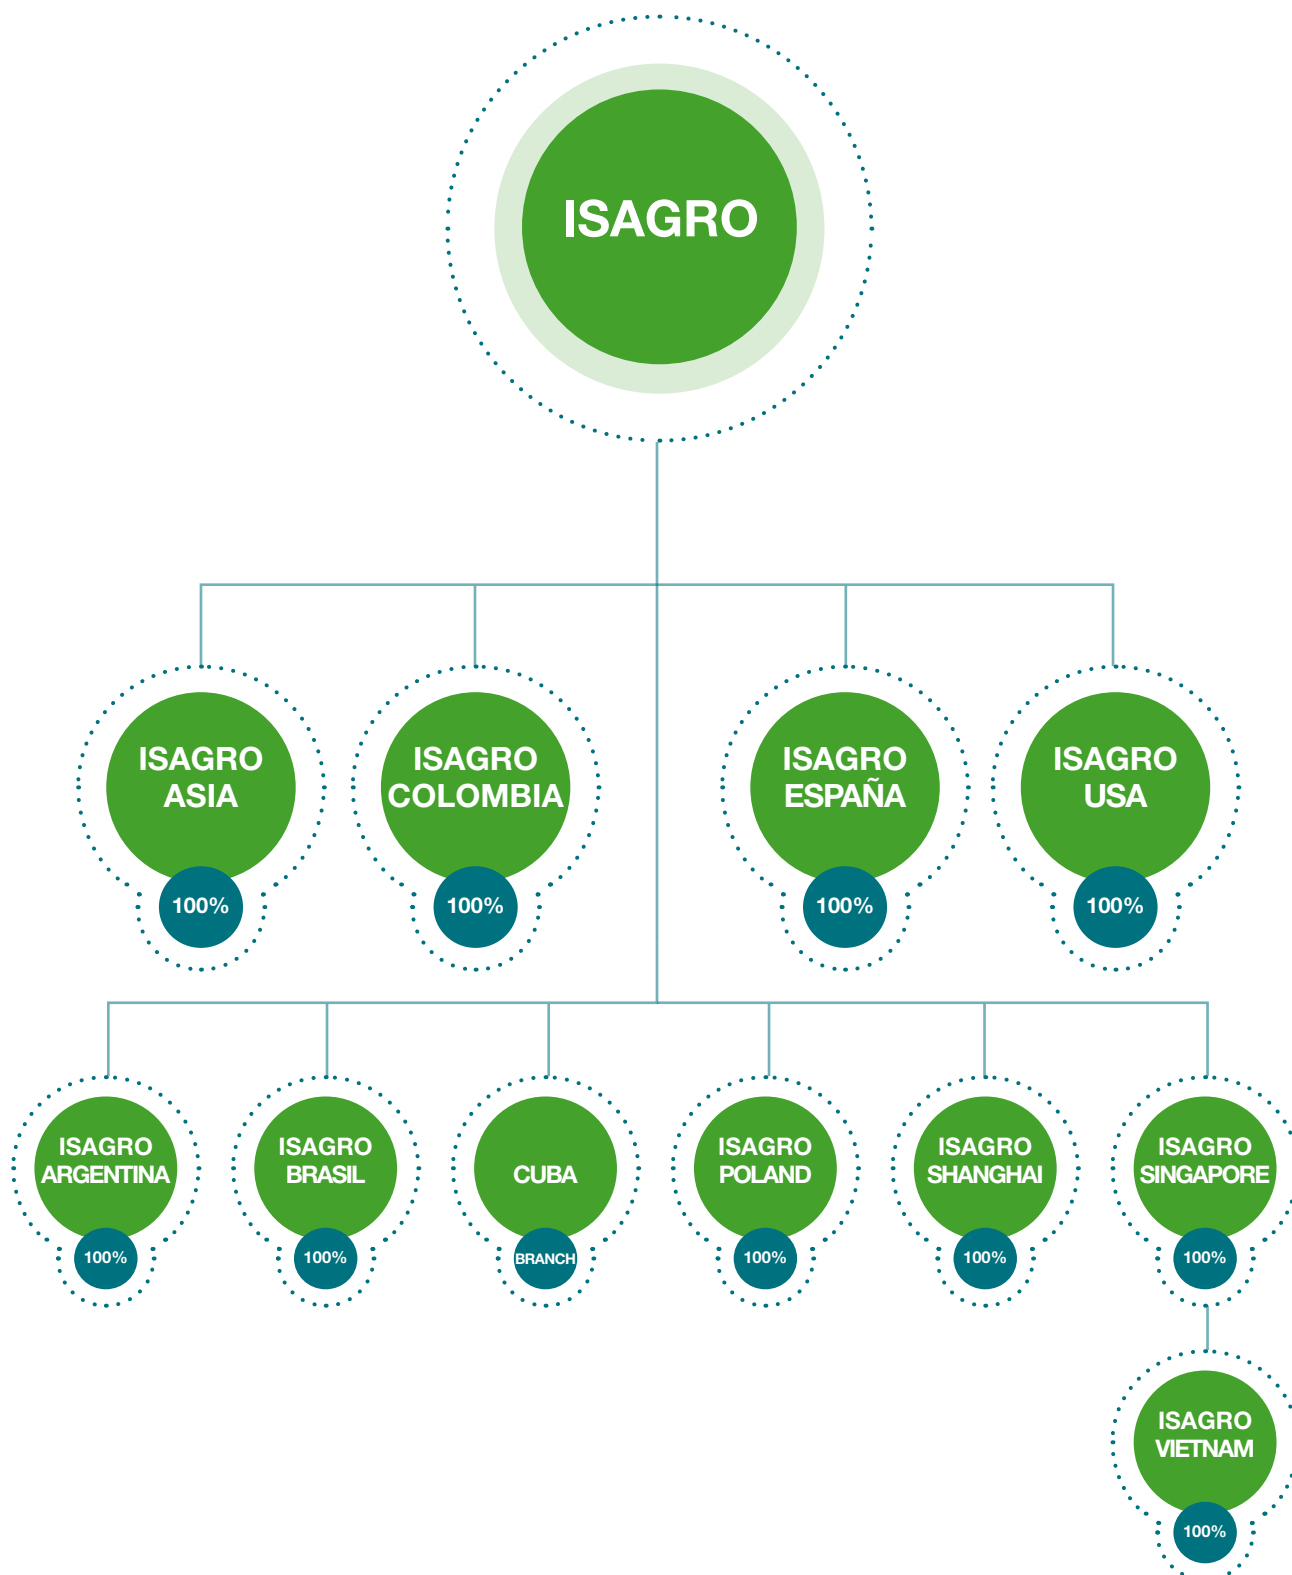 ISAGRO
ISAGRO
ASIA
100%
ISAGRO
COLOMBIA
100%
ISAGRO
ESPAÑA
100%
ISAGRO
USA
100%
ISAGRO
ARGENTINA
100%
ISAGRO
BRASIL
100%
CUBA
BRANCH
ISAGRO
POLAND
100%
ISAGRO
SHANGHAI
100%
ISAGRO
SINGAPORE
100%
ISAGRO
VIETNAM
100%